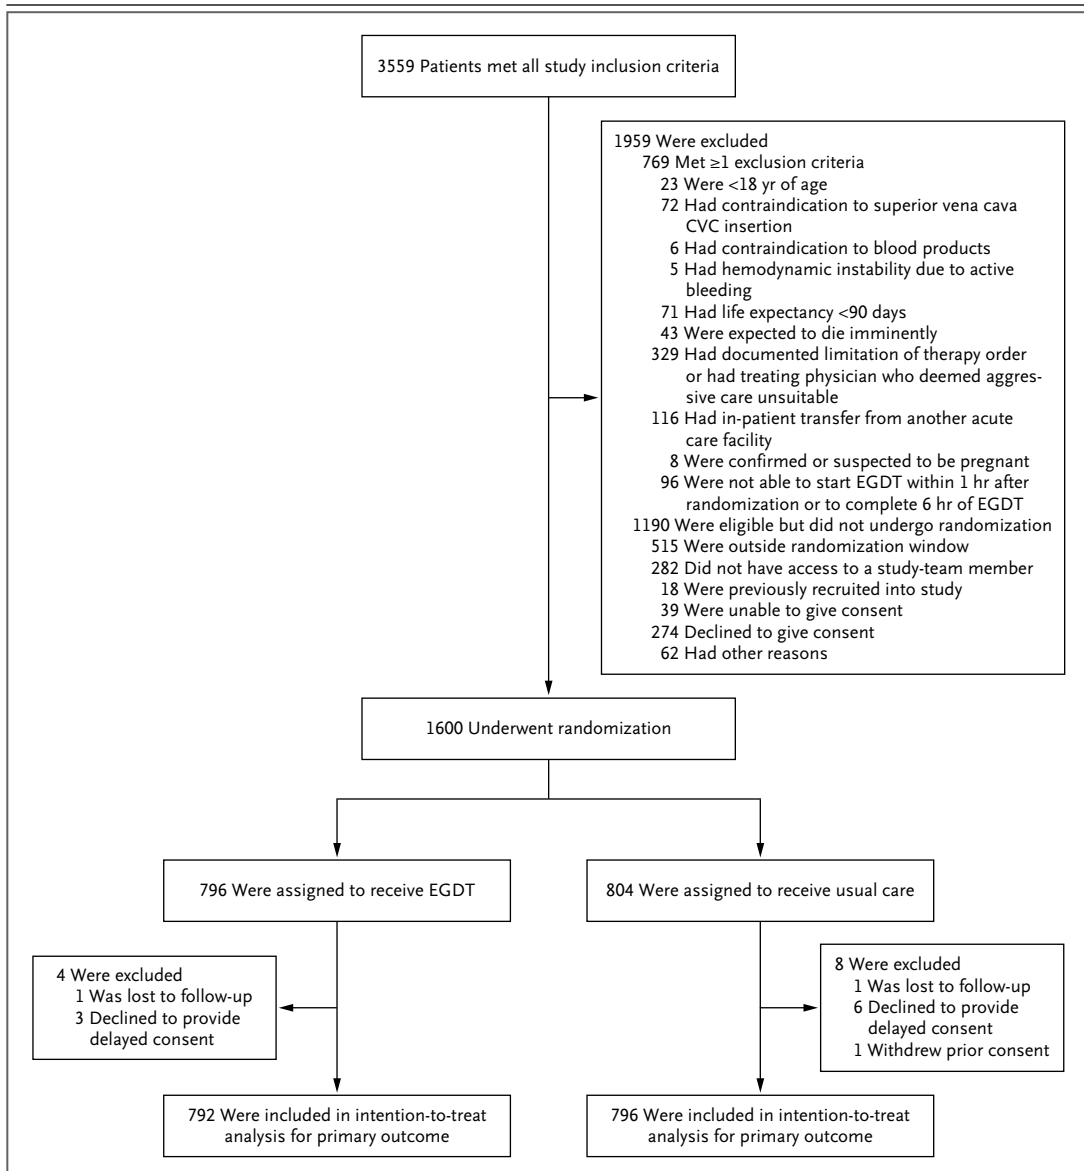 3559 Patients met all study inclusion criteria
1959 Were excluded
769 Met ≥1 exclusion criteria
23 Were <18 yr of age
72 Had contraindication to superior vena cava
CVC insertion
6 Had contraindication to blood products
5 Had hemodynamic instability due to active
bleeding
71 Had life expectancy <90 days
43 Were expected to die imminently
329 Had documented limitation of therapy order
or had treating physician who deemed aggres-
sive care unsuitable
116 Had in-patient transfer from another acute
care facility
8 Were confirmed or suspected to be pregnant
96 Were not able to start EGDT within 1 hr after
randomization or to complete 6 hr of EGDT
1190 Were eligible but did not undergo randomization
515 Were outside randomization window
282 Did not have access to a study-team member
18 Were previously recruited into study
39 Were unable to give consent
274 Declined to give consent
62 Had other reasons
1600 Underwent randomization
796 Were assigned to receive EGDT
804 Were assigned to receive usual care
4 Were excluded
1 Was lost to follow-up
3 Declined to provide
delayed consent
8 Were excluded
1 Was lost to follow-up
6 Declined to provide
delayed consent
1 Withdrew prior consent
792 Were included in intention-to-treat
analysis for primary outcome
796 Were included in intention-to-treat
analysis for primary outcome